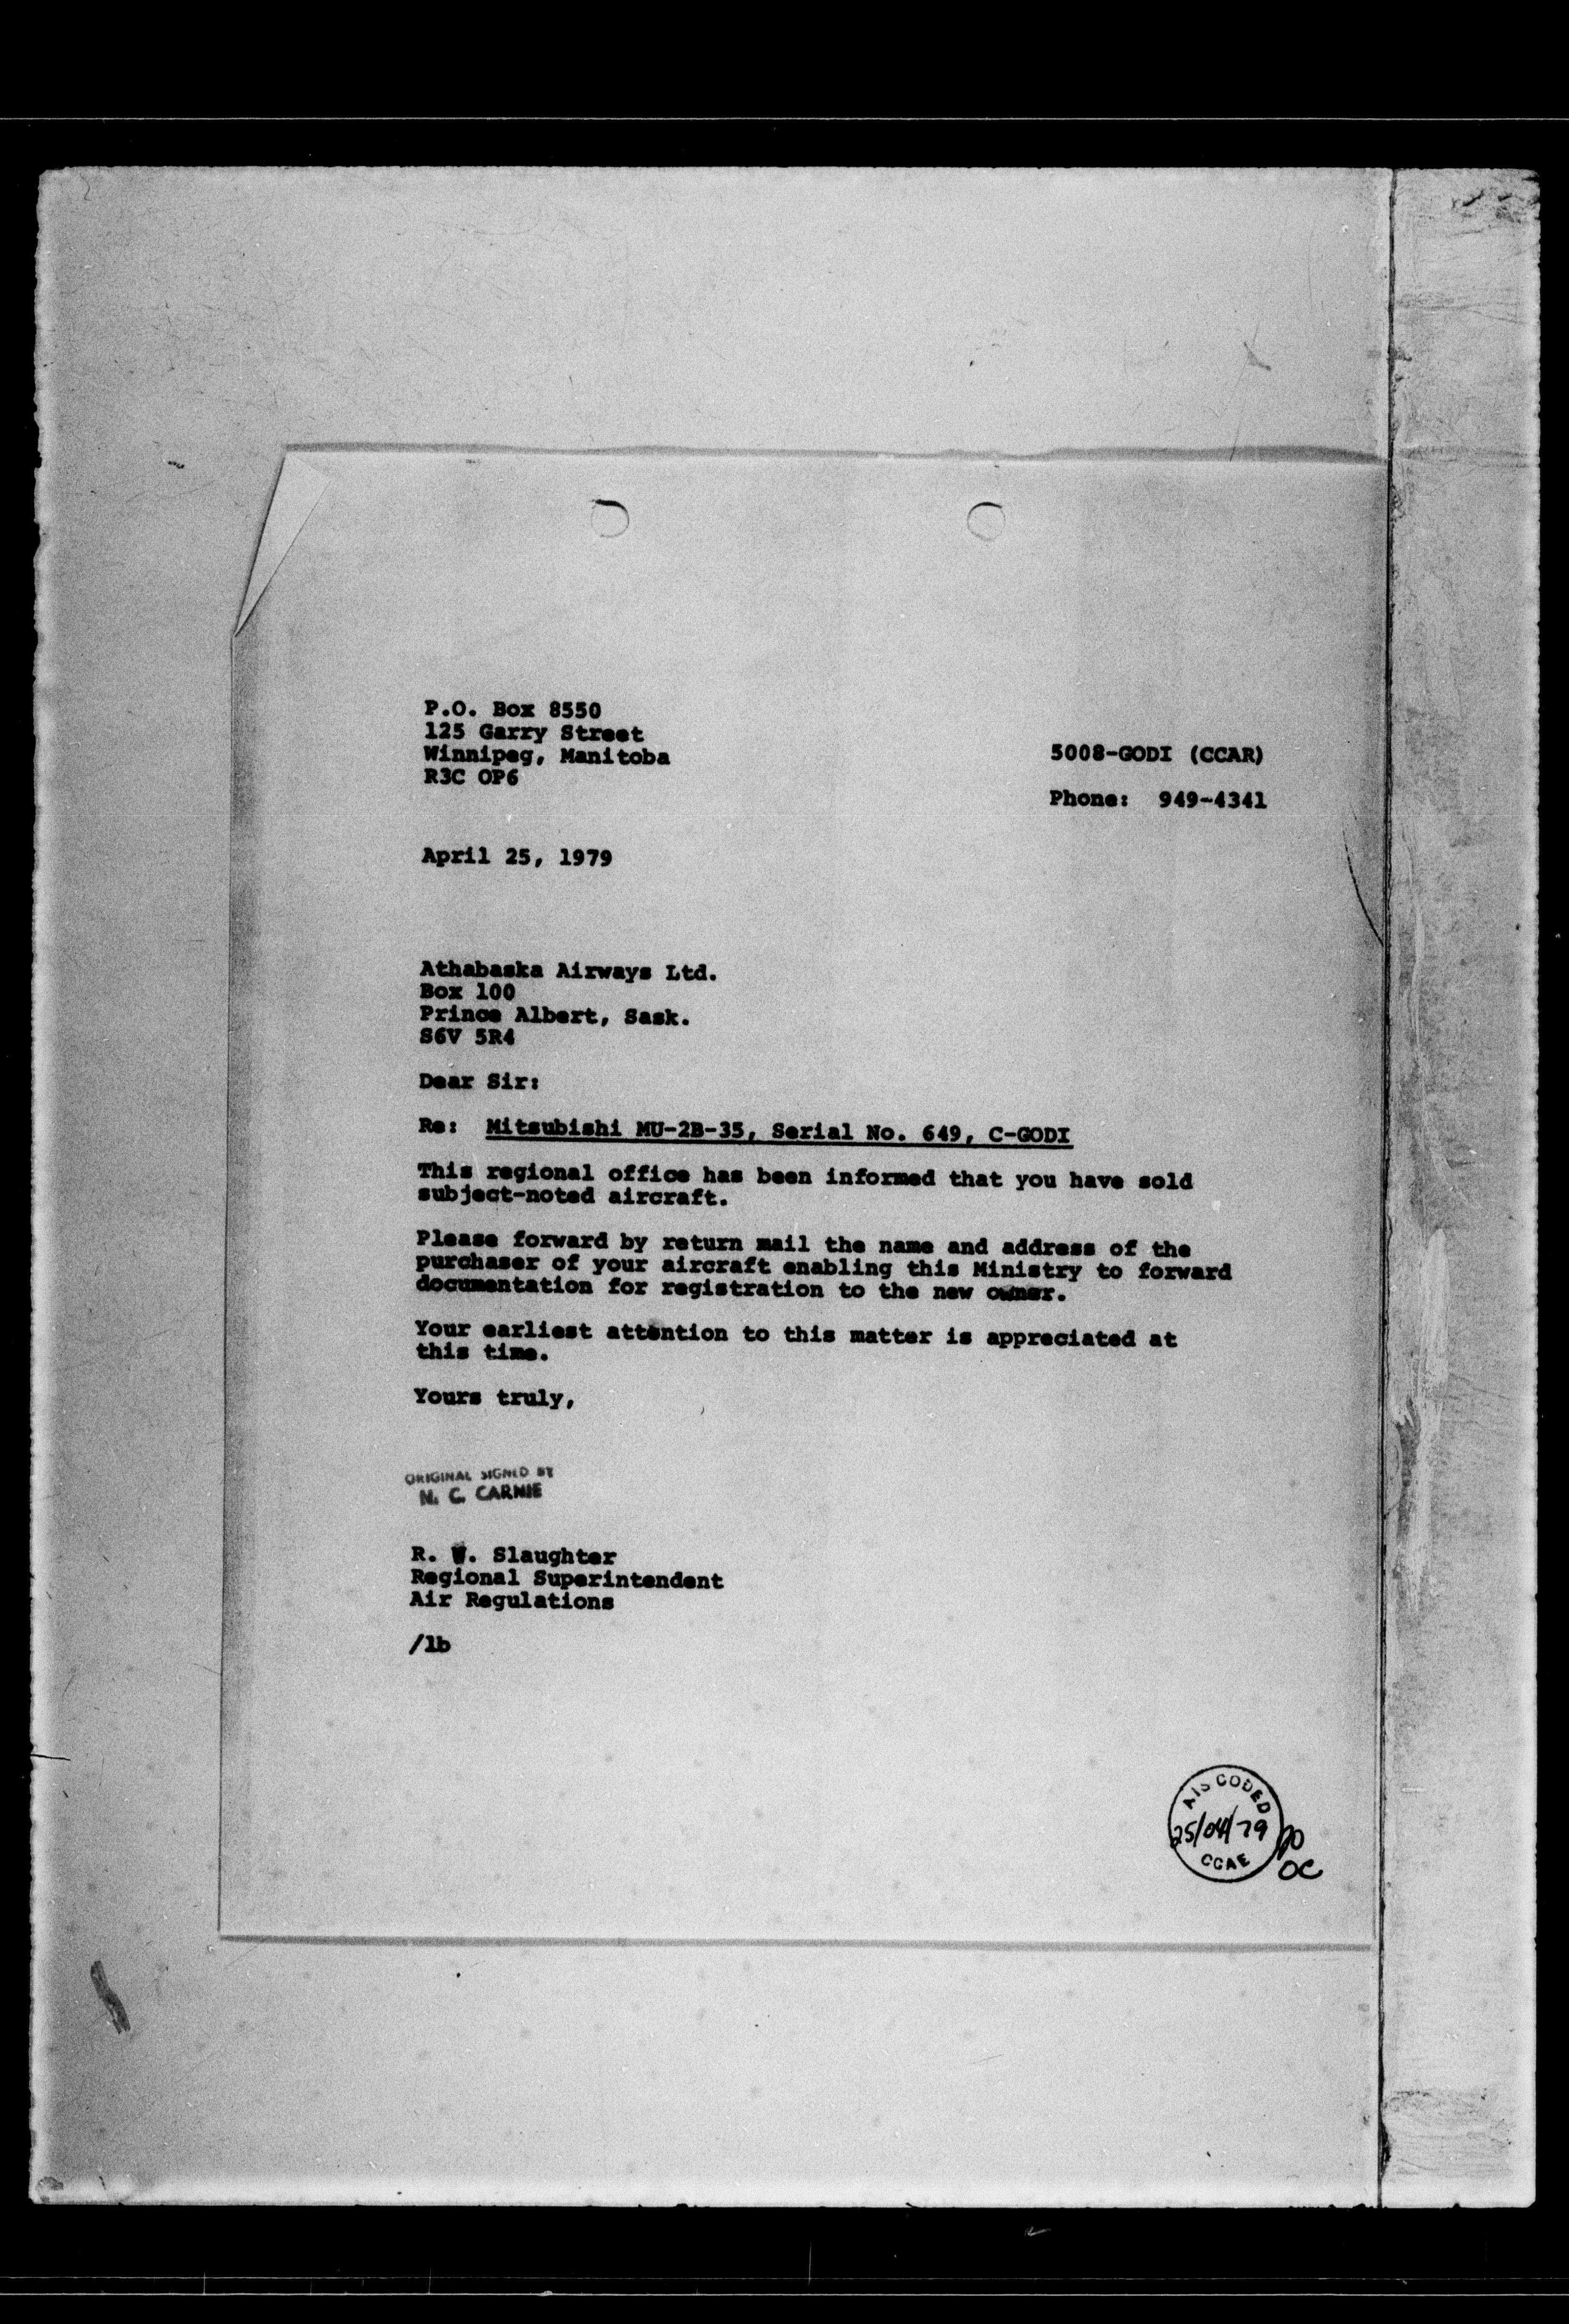 P.O. Box 8550
125 Garry Street
Winnipeg, Manitoba
R3C OP6
5008-GODI (CCAR)
Phone: 949-4341
April 25, 1979
Athabaska Airways Ltd.
Box 100
Prince Albert, Sask.
S6V 5R4
Dear Sir:
Re: Mitsubishi MU-2B-35, Serial No. 649, C-GODI
This regional office has been informed that you have sold
subject-noted aircraft.
Please forward by return mail the name and address of the
purchaser of your aircraft enabling this Ministry to forward
documentation for registration to the new owner.
Your earliest attention to this matter is appreciated at
this time.
Yours truly,
ORIGINAL SIGNED BY
N. C. CARNIE
R. W. Slaughter
Regional Superintendent
Air Regulations
/lb
AIS CODED
25/04/79
CCAE
OC